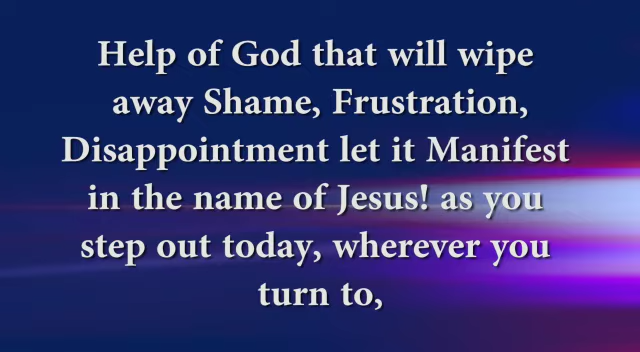 Help of God that will wipe
away Shame, Frustration,
Disappointment let it Manifest
in the name of Jesus! as you
step out today, wherever you
turn to,